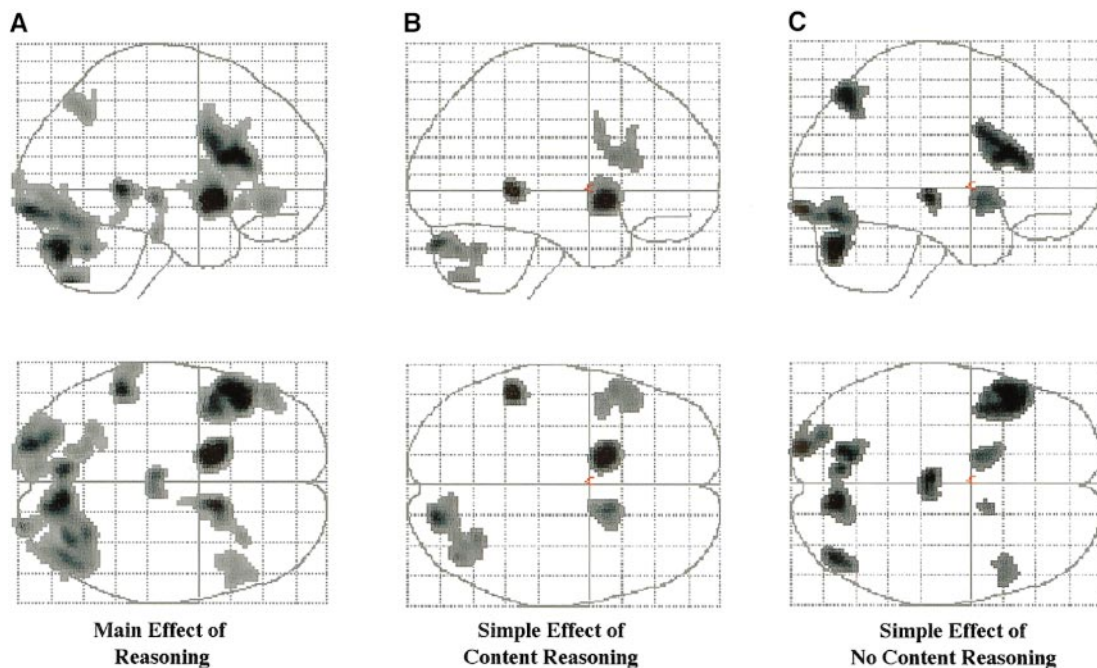 A
B
C
Main Effect of
Reasoning
Simple Effect of
Content Reasoning
Simple Effect of
No Content Reasoning